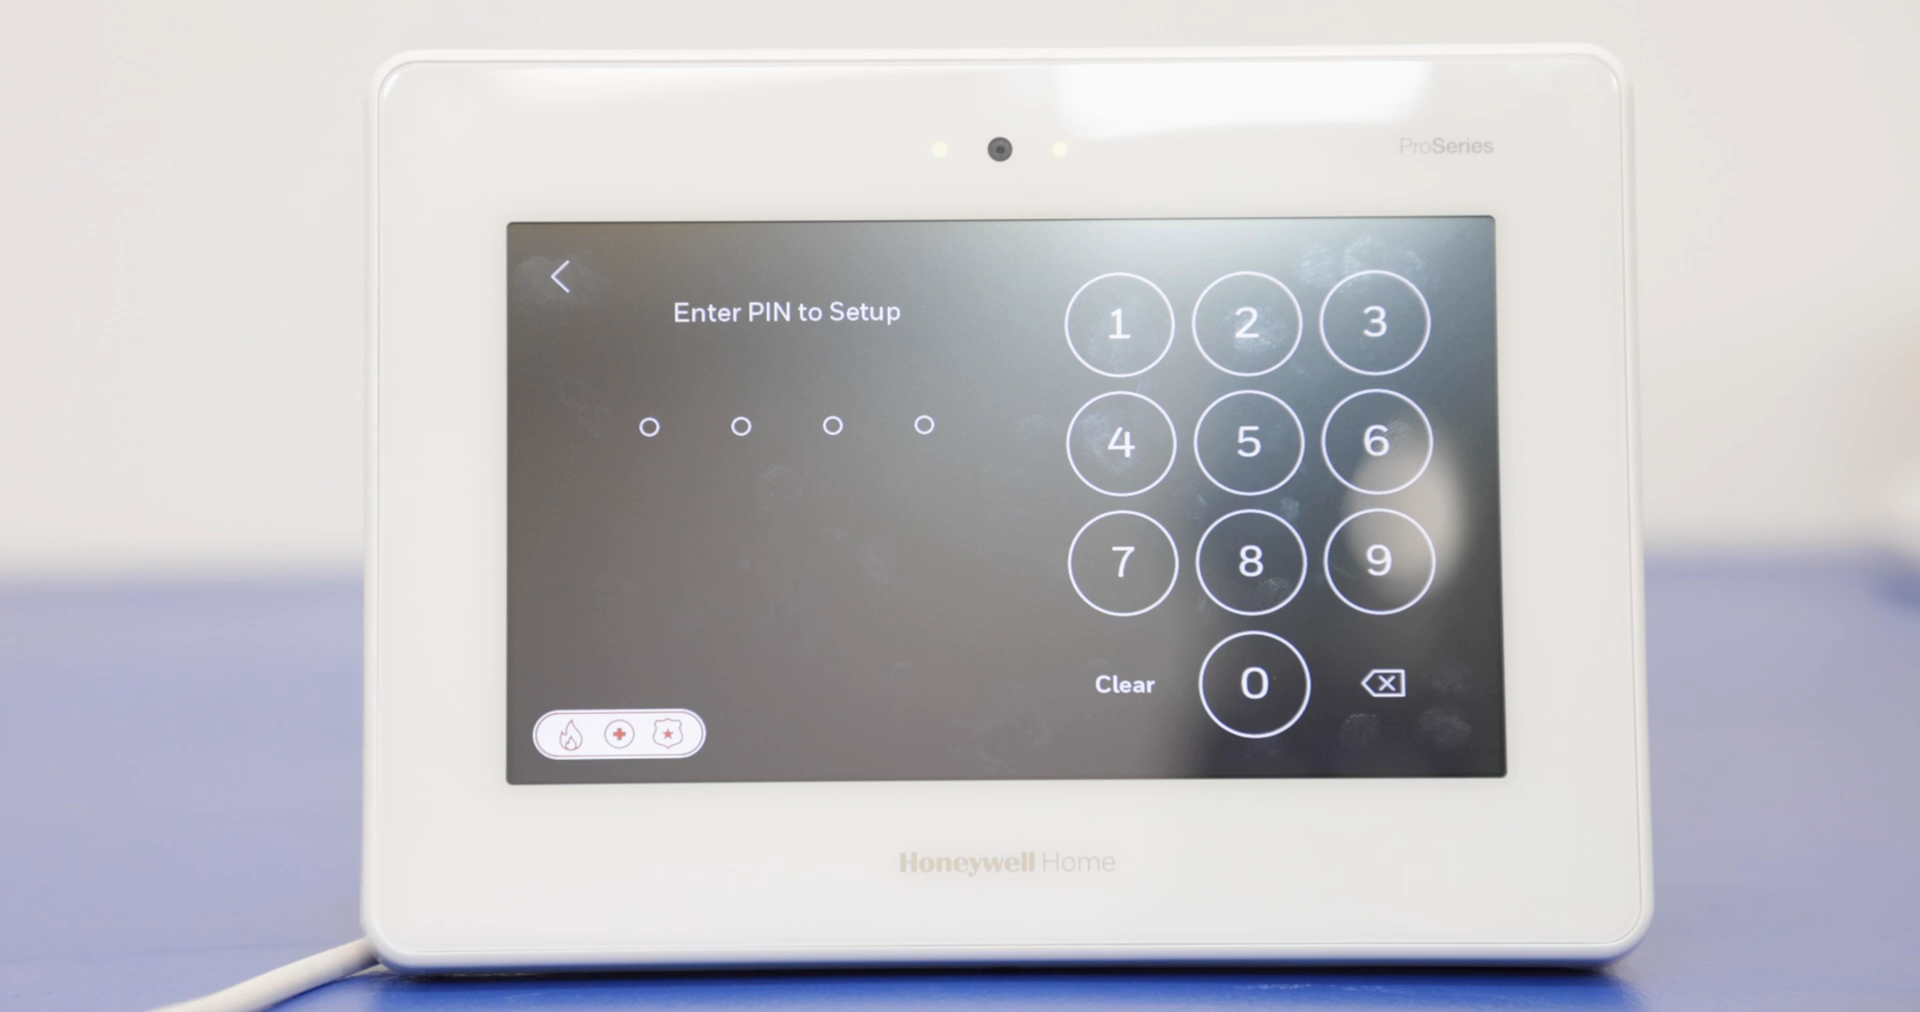 ProSeries
Enter PIN to Setup
1 2 3
4 5 6
7 8 9
Clear 0
Honeywell Home